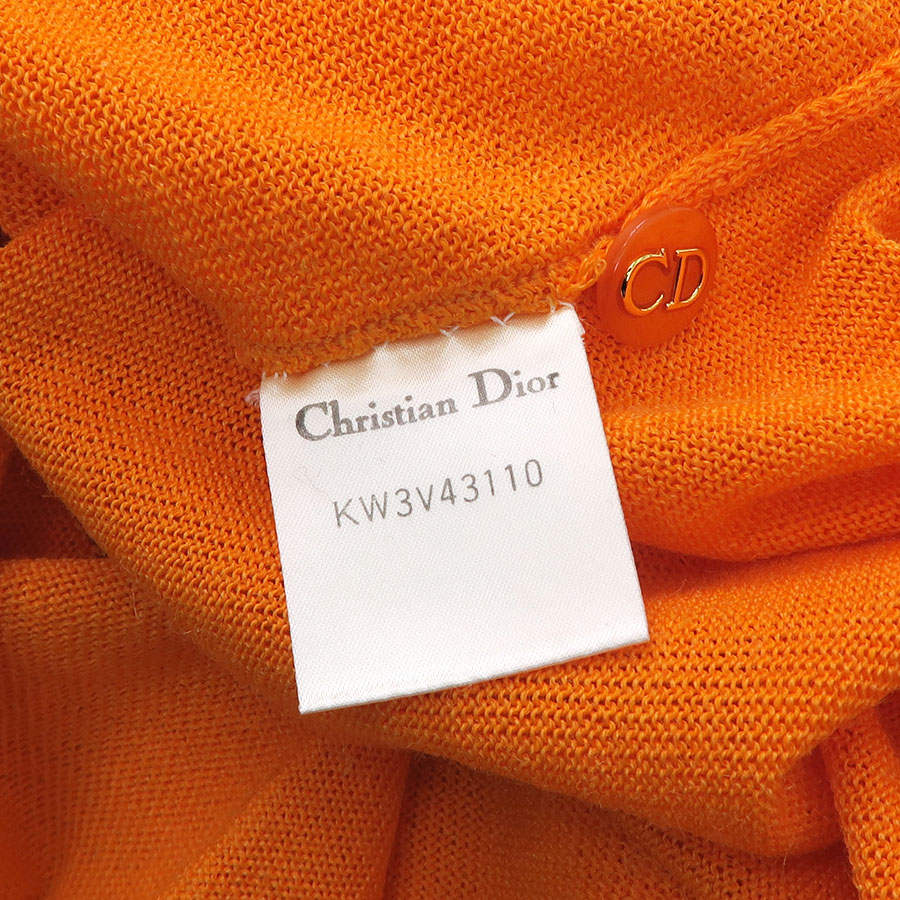 CD
Christian Dior
KW3V43110